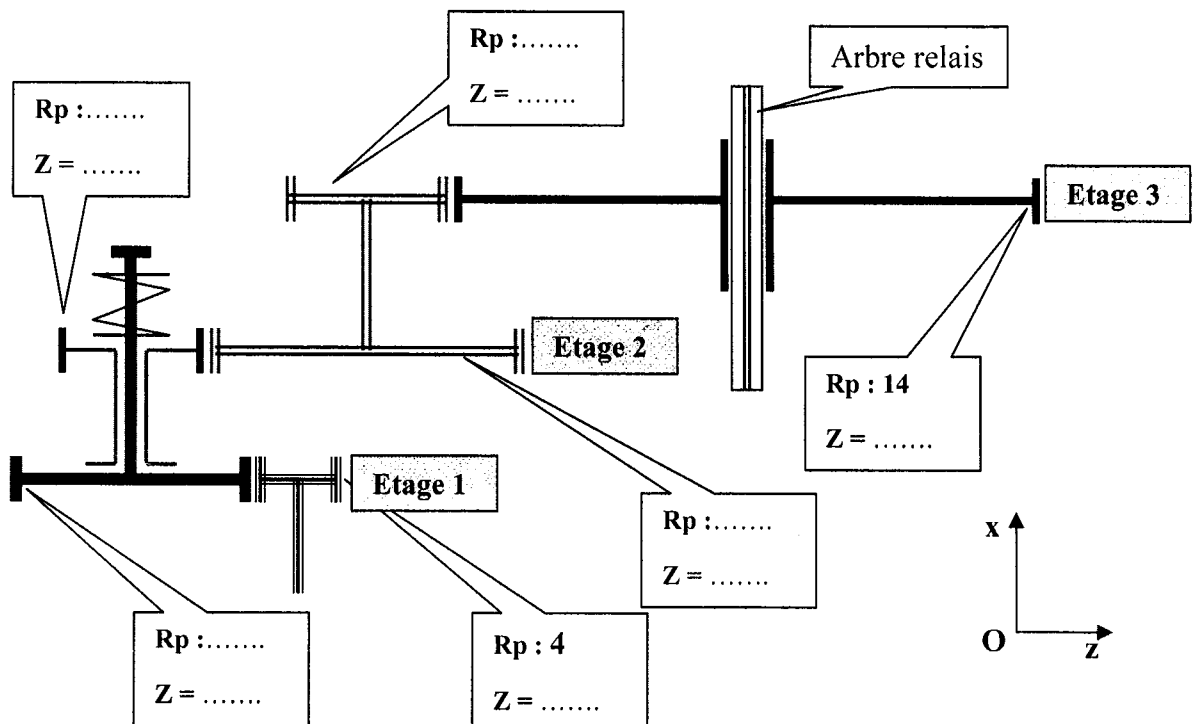 Rp :.......
Z = .......
Arbre relais
Rp :.......
Z = .......
Etage 3
Etage 2
Rp : 14
Z = .......
Etage 1
Rp :.......
Z = .......
x
O
z
Rp :.......
Z = .......
Rp : 4
Z = .......